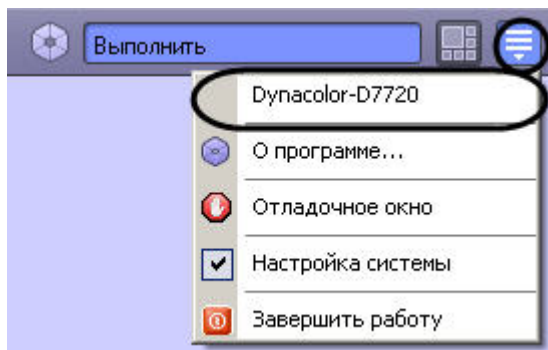 Выполнить
Dynacolor-D7720
О программе...
Отладочное окно
Настройка системы
Завершить работу